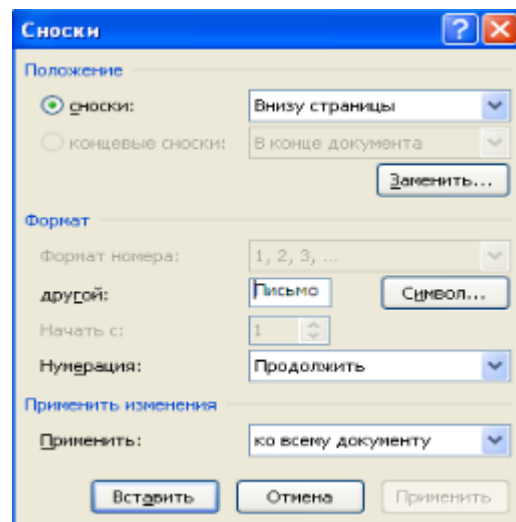 Сноски
Положение
сноски: Внизу страницы
концевые сноски: В конце документа
Заменить...
Формат
Формат номера: 1, 2, 3, ...
другой: Письмо Символ...
Начать с: 1
Нумерация: Продолжить
Применить изменения
Применить: ко всему документу
Вставить Отмена Применить